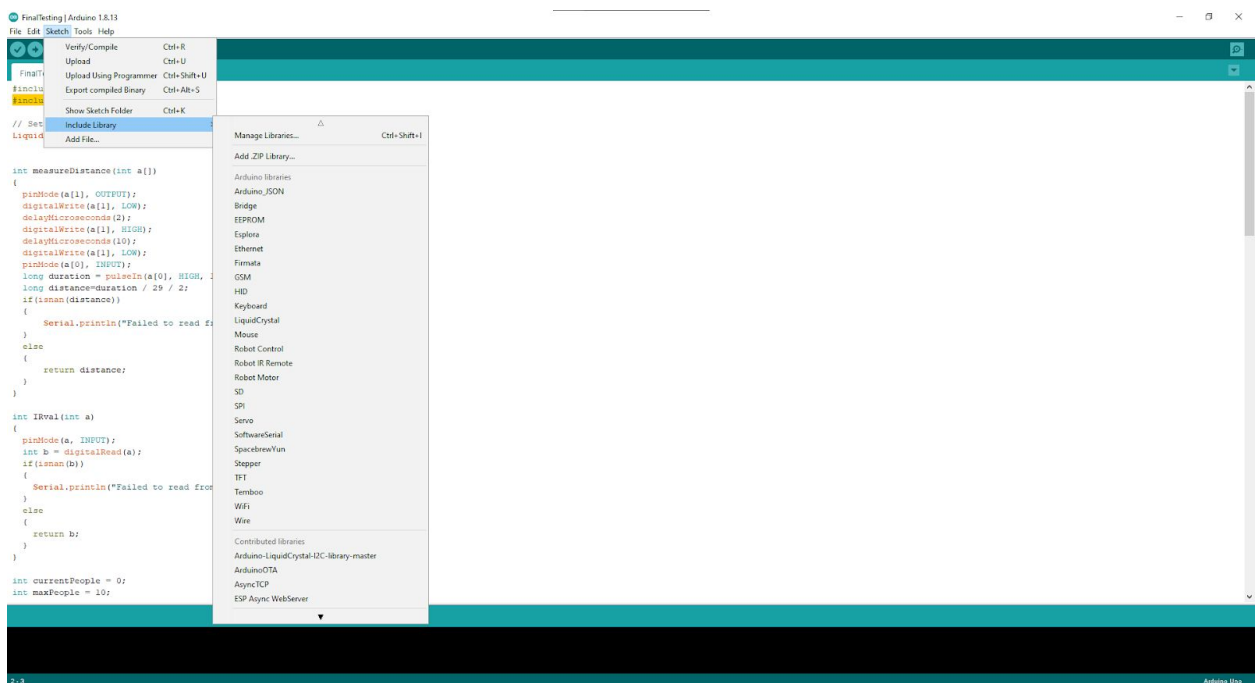 FinalTesting | Arduino 1.8.13
File Edit Sketch Tools Help
Verify/Compile Ctrl+R
Upload Ctrl+U
Upload Using Programmer Ctrl+Shift+U
Export compiled Binary Ctrl+Alt+S
Show Sketch Folder Ctrl+K
Include Library
Add File...
Manage Libraries... Ctrl+Shift+I
Add .ZIP Library...
Arduino libraries
Arduino_JSON
Bridge
EEPROM
Esplora
Ethernet
Firmata
GSM
HID
Keyboard
LiquidCrystal
Mouse
Robot Control
Robot IR Remote
Robot Motor
SD
SPI
Servo
SoftwareSerial
SpacebrewYun
Stepper
TFT
Temboo
WiFi
Wire
Contributed libraries
Arduino-LiquidCrystal-I2C-library-master
ArduinoOTA
AsyncTCP
ESP Async WebServer
FinalT
#inclu
#inclu
// Set
Liquid
int measureDistance(int a[])
{
pinMode(a[1], OUTPUT);
digitalWrite(a[1], LOW);
delayMicroseconds(2);
digitalWrite(a[1], HIGH);
delayMicroseconds(10);
digitalWrite(a[1], LOW);
pinMode(a[0], INPUT);
long duration = pulseIn(a[0], HIGH,
long distance=duration / 29 / 2;
if(isnan(distance))
{
Serial.println("Failed to read f
}
else
{
return distance;
}
}
int IRval(int a)
{
pinMode(a, INPUT);
int b = digitalRead(a);
if(isnan(b))
{
Serial.println("Failed to read from
}
else
{
return b;
}
}
int currentPeople = 0;
int maxPeople = 10;
Arduino Uno